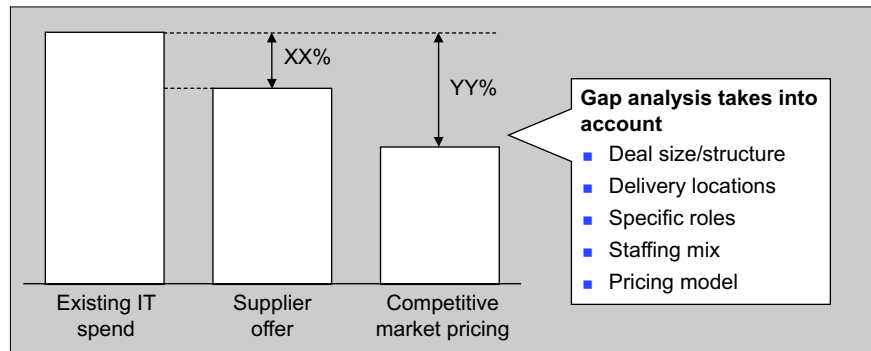 XX%
YY%
Gap analysis takes into
account
Deal size/structure
Delivery locations
Specific roles
Staffing mix
Pricing model
Existing IT
spend
Supplier
offer
Competitive
market pricing